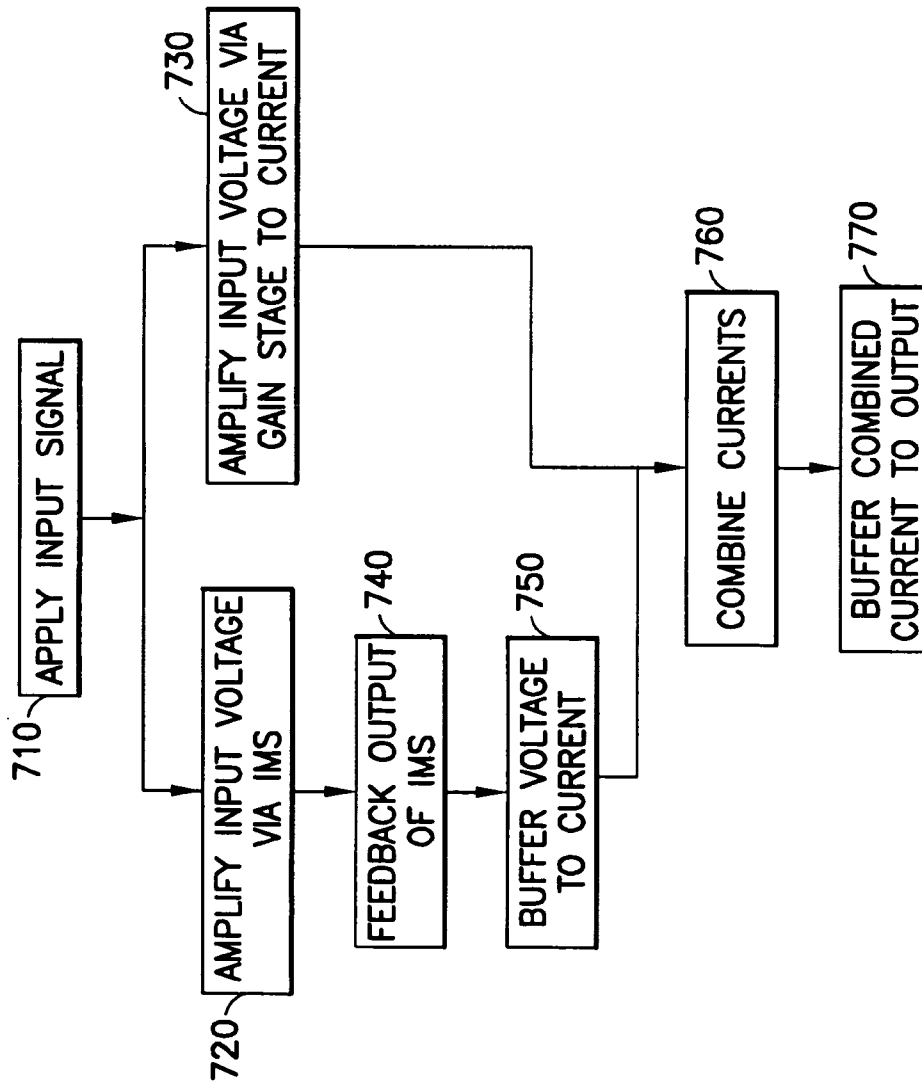 710
APPLY INPUT SIGNAL
720
AMPLIFY INPUT VOLTAGE
VIA IMS
730
AMPLIFY INPUT VOLTAGE VIA
GAIN STAGE TO CURRENT
740
FEEDBACK OUTPUT
OF IMS
750
BUFFER VOLTAGE
TO CURRENT
760
COMBINE CURRENTS
770
BUFFER COMBINED
CURRENT TO OUTPUT